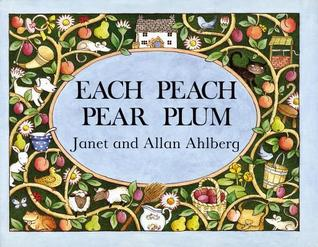 EACH PEACH
PEAR PLUM
Janet and Allan Ahlberg